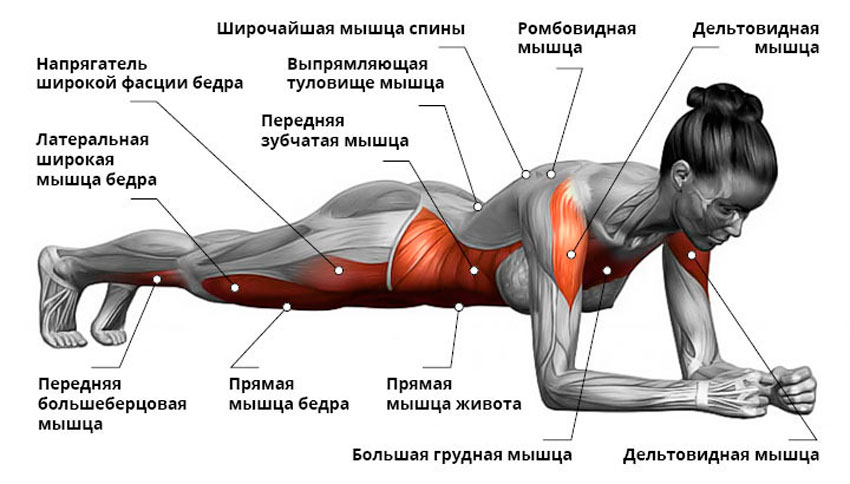 Широчайшая мышца спины
Ромбовидная
мышца
Дельтовидная
мышца
Напрягатель
широкой фасции бедра
Выпрямляющая
туловище мышца
Передняя
зубчатая мышца
Латеральная
широкая
мышца бедра
Передняя
большеберцовая
мышца
Прямая
мышца бедра
Прямая
мышца живота
Большая грудная мышца
Дельтовидная мышца